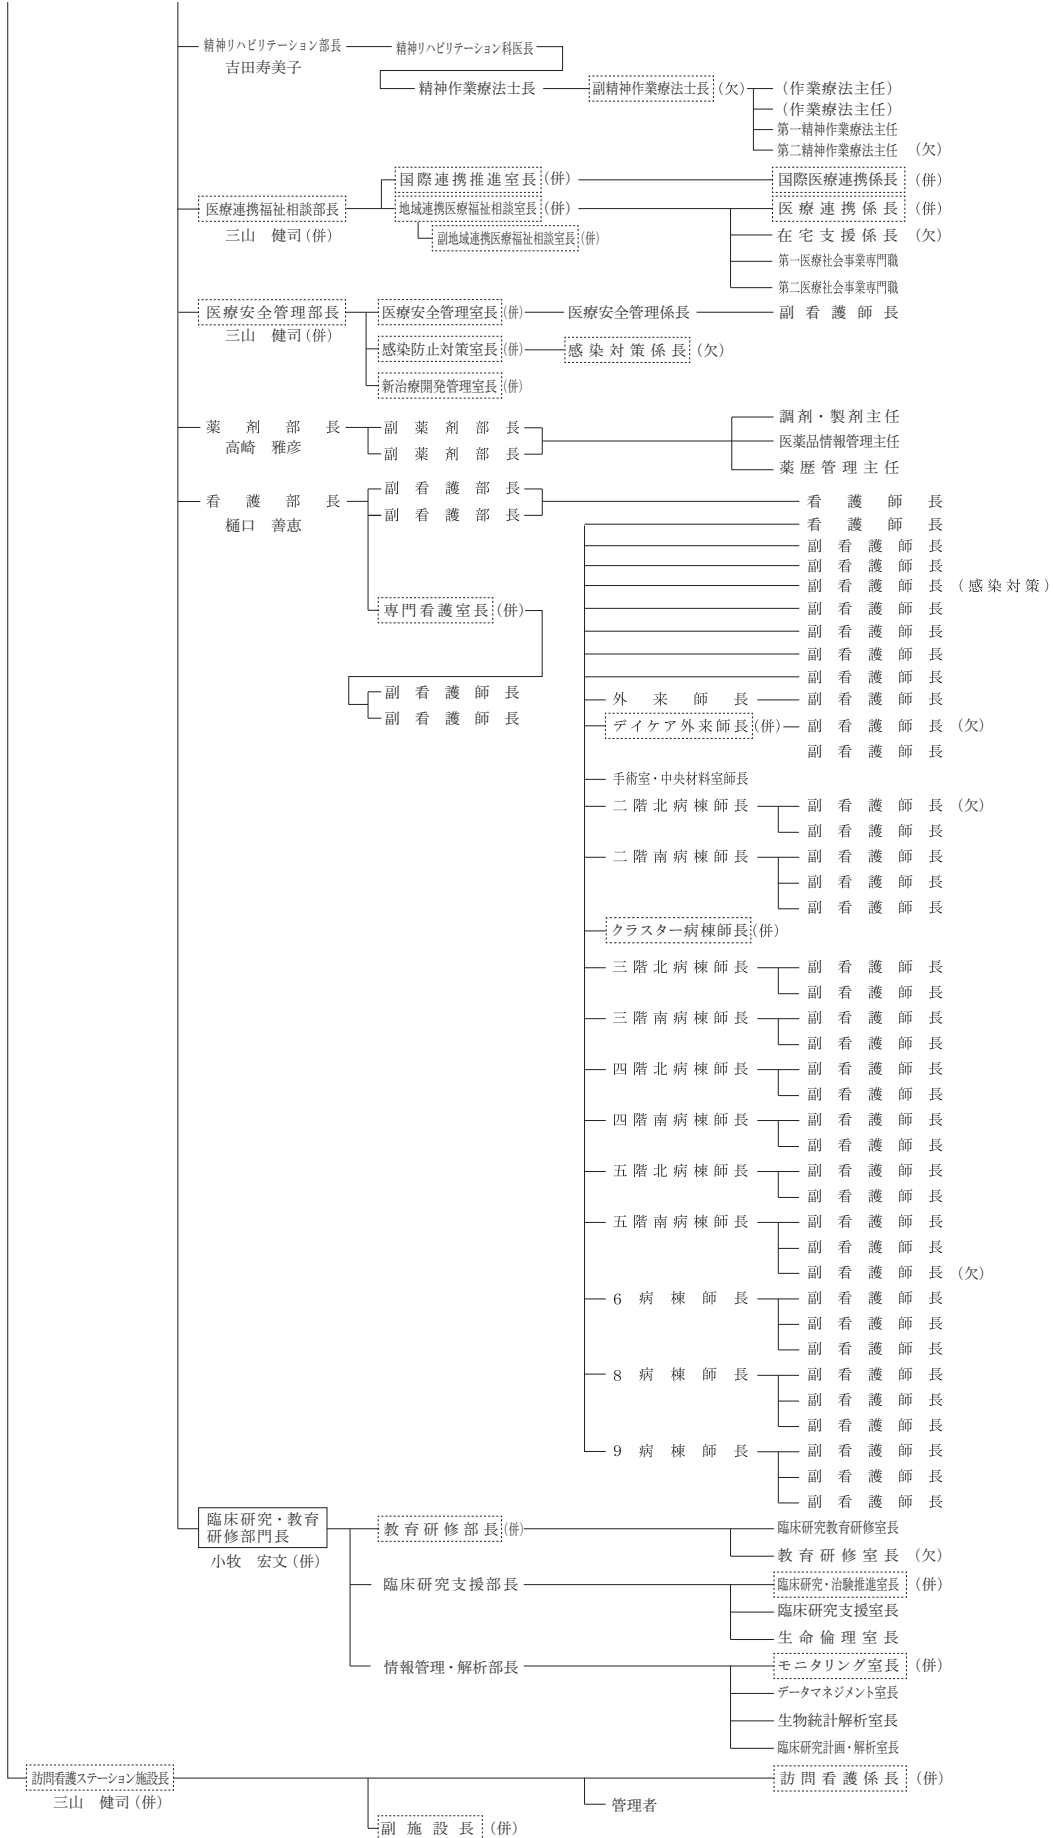 精神リハビリテーション部長 精神リハビリテーション科医長
吉田寿美子
精神作業療法士長 副精神作業療法士長(欠) (作業療法主任)
(作業療法主任)
第一精神作業療法主任
第二精神作業療法主任 (欠)
国際連携推進室長(併) 国際医療連携係長 (併)
医療連携福祉相談部長 地域連携医療福祉相談室長(併) 医療連携係長 (併)
三山 健司(併) 副地域連携医療福祉相談室長(併) 在宅支援係長 (欠)
第一医療社会事業専門職
第二医療社会事業専門職
医療安全管理部長 医療安全管理室長(併) 医療安全管理係長 副看護師長
三山 健司(併)
感染防止対策室長(併) 感染対策係長(欠)
新治療開発管理室長(併)
調剤・製剤主任
薬剤部長 副薬剤部長
高崎 雅彦 医薬品情報管理主任
副薬剤部長
薬歴管理主任
副看護部長
看護部長 看護師長
副看護部長
樋口 善恵 看護師長
副看護師長
副看護師長
副看護師長(感染対策)
専門看護室長(併) 副看護師長
副看護師長
副看護師長
副看護師長
副看護師長 外来師長 副看護師長
副看護師長 デイケア外来師長(併) 副看護師長(欠)
副看護師長
手術室・中央材料室師長
二階北病棟師長 副看護師長(欠)
副看護師長
二階南病棟師長 副看護師長
副看護師長
副看護師長
クラスター病棟師長(併)
三階北病棟師長 副看護師長
副看護師長
三階南病棟師長 副看護師長
副看護師長
四階北病棟師長 副看護師長
副看護師長
四階南病棟師長 副看護師長
副看護師長
五階北病棟師長 副看護師長
副看護師長
五階南病棟師長 副看護師長
副看護師長
副看護師長(欠)
6病棟師長 副看護師長
副看護師長
副看護師長
8病棟師長 副看護師長
副看護師長
副看護師長
9病棟師長 副看護師長
副看護師長
副看護師長
臨床研究・教育
研修部門長 教育研修部長(併) 臨床研究教育研修室長
小牧 宏文(併) 教育研修室長(欠)
臨床研究支援部長 臨床研究・治験推進室長 (併)
臨床研究支援室長
生命倫理室長
情報管理・解析部長 モニタリング室長 (併)
データマネジメント室長
生物統計解析室長
臨床研究計画・解析室長
訪問看護ステーション施設長 訪問看護係長 (併)
三山 健司(併) 管理者
副施設長 (併)